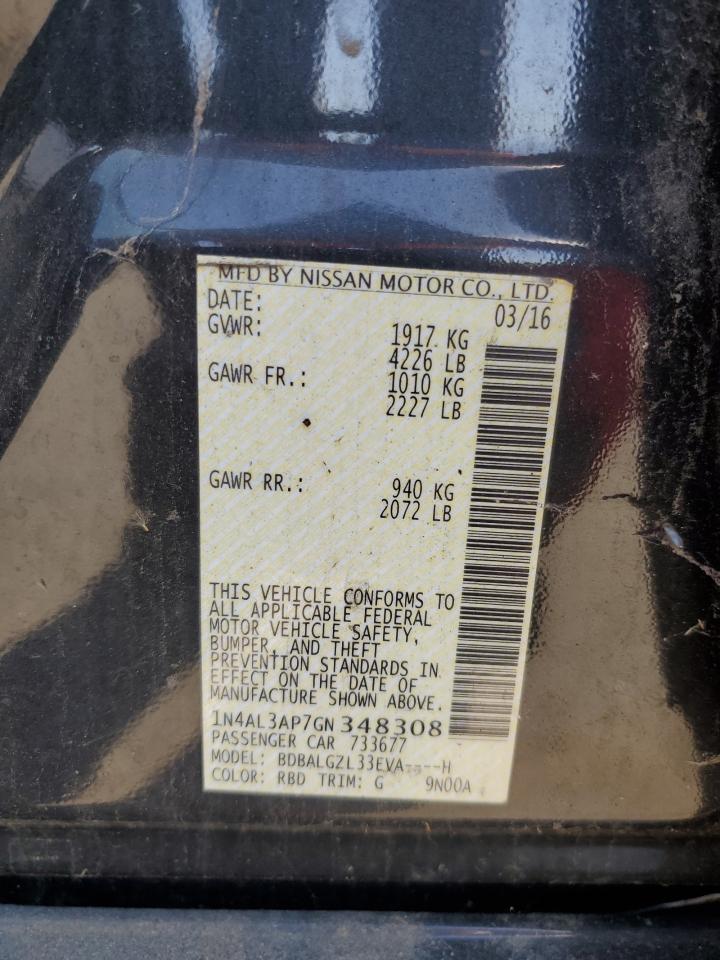 MFD BY NISSAN MOTOR CO., LTD.
DATE: 03/16
GVWR: 1917 KG
4226 LB
GAWR FR.: 1010 KG
2227 LB
GAWR RR.: 940 KG
2072 LB
THIS VEHICLE CONFORMS TO
ALL APPLICABLE FEDERAL
MOTOR VEHICLE SAFETY,
BUMPER, AND THEFT
PREVENTION STANDARDS IN
EFFECT ON THE DATE OF
MANUFACTURE SHOWN ABOVE.
1N4AL3AP7GN348308
PASSENGER CAR 733677
MODEL: BDBALGZL33EVA----H
COLOR: RBD TRIM: G 9N00A